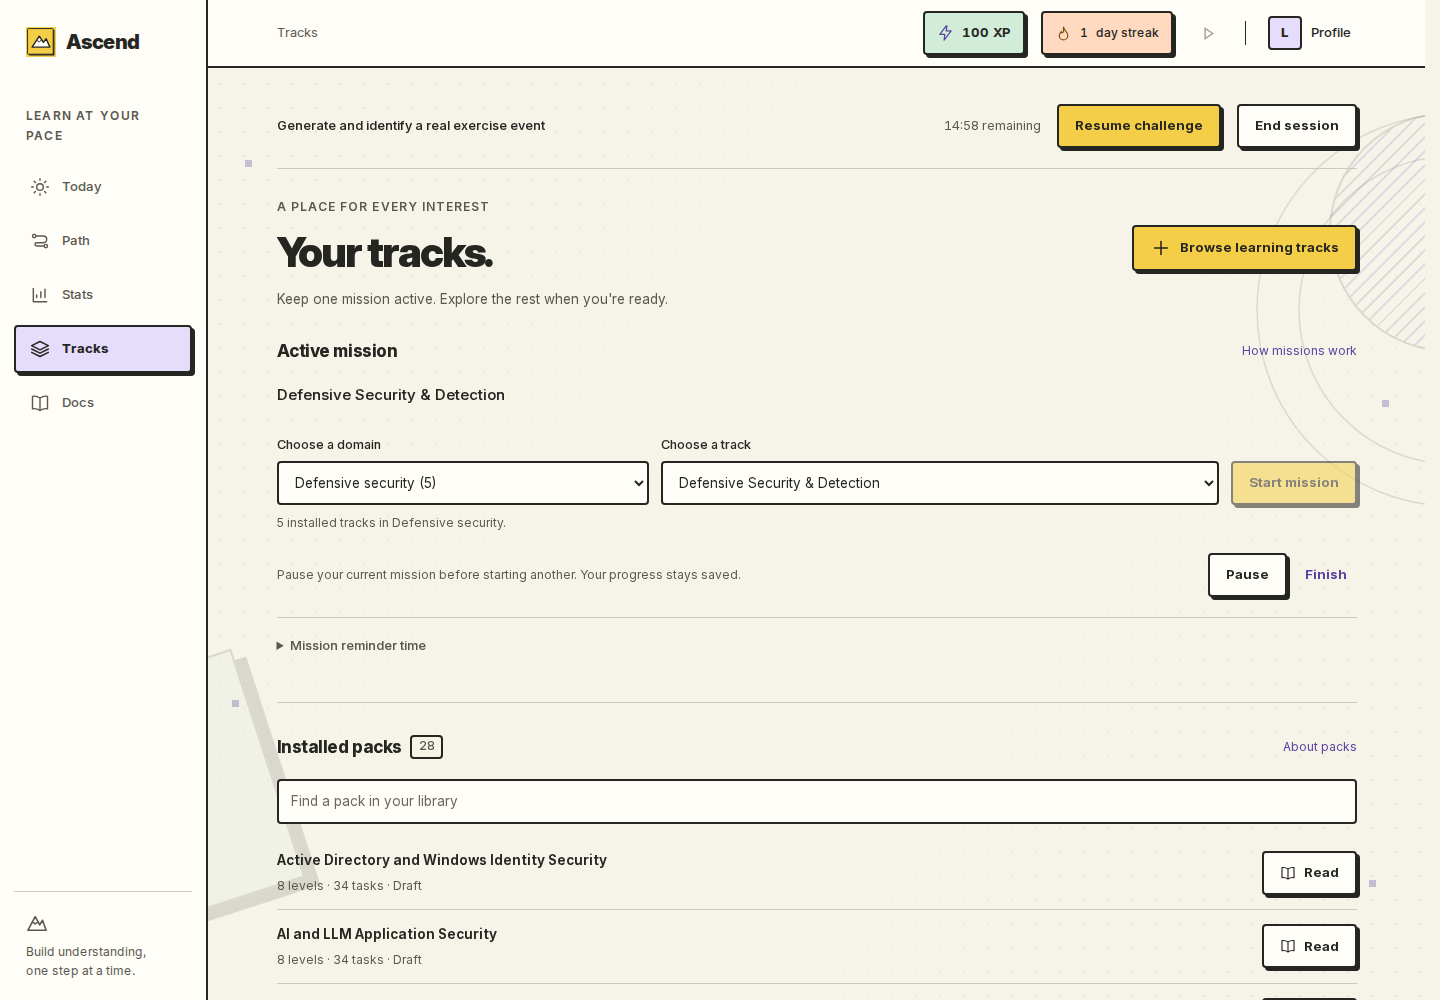 Ascend
LEARN AT YOUR
PACE
Today
Path
Stats
Tracks
Docs
Build understanding,
one step at a time.
Tracks
100 XP
1 day streak
L
Profile
Generate and identify a real exercise event
14:58 remaining
Resume challenge
End session
A PLACE FOR EVERY INTEREST
Your tracks.
Browse learning tracks
Keep one mission active. Explore the rest when you're ready.
Active mission
How missions work
Defensive Security & Detection
Choose a domain
Choose a track
Defensive security (5)
Defensive Security & Detection
Start mission
5 installed tracks in Defensive security.
Pause your current mission before starting another. Your progress stays saved.
Pause
Finish
Mission reminder time
Installed packs 28
About packs
Find a pack in your library
Active Directory and Windows Identity Security
8 levels · 34 tasks · Draft
Read
AI and LLM Application Security
8 levels · 34 tasks · Draft
Read